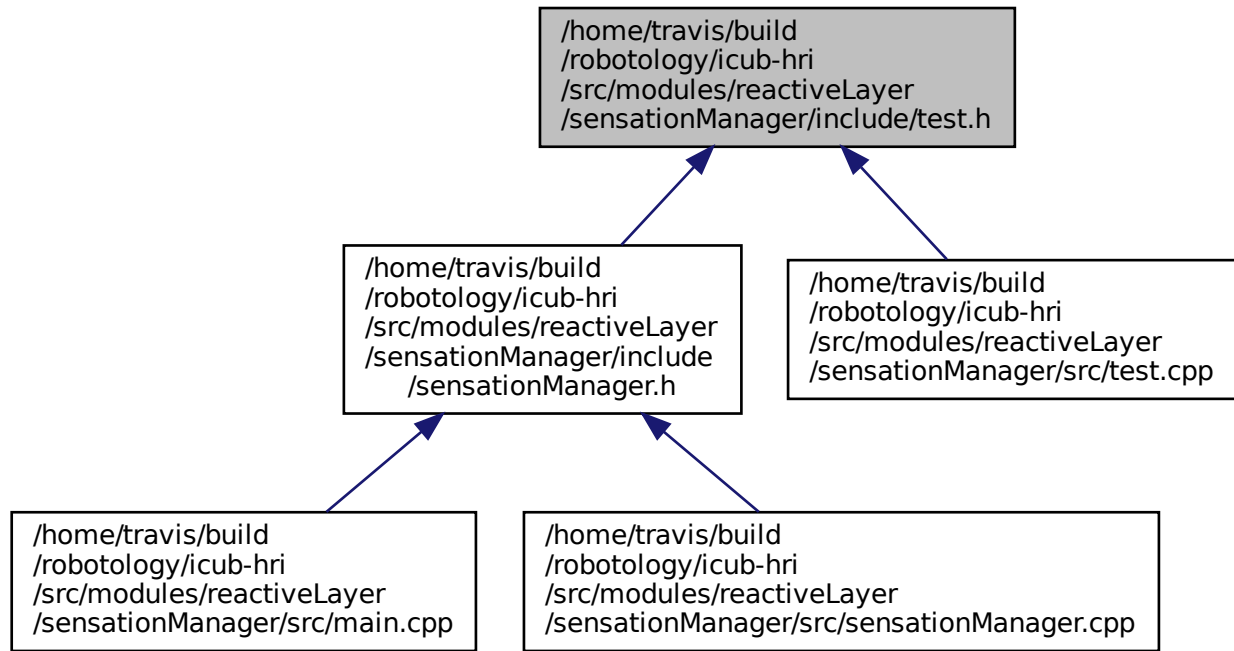 /home/travis/build
/robotology/icub-hri
/src/modules/reactiveLayer
/sensationManager/include/test.h
/home/travis/build
/robotology/icub-hri
/src/modules/reactiveLayer
/sensationManager/include
/sensationManager.h
/home/travis/build
/robotology/icub-hri
/src/modules/reactiveLayer
/sensationManager/src/test.cpp
/home/travis/build
/robotology/icub-hri
/src/modules/reactiveLayer
/sensationManager/src/main.cpp
/home/travis/build
/robotology/icub-hri
/src/modules/reactiveLayer
/sensationManager/src/sensationManager.cpp